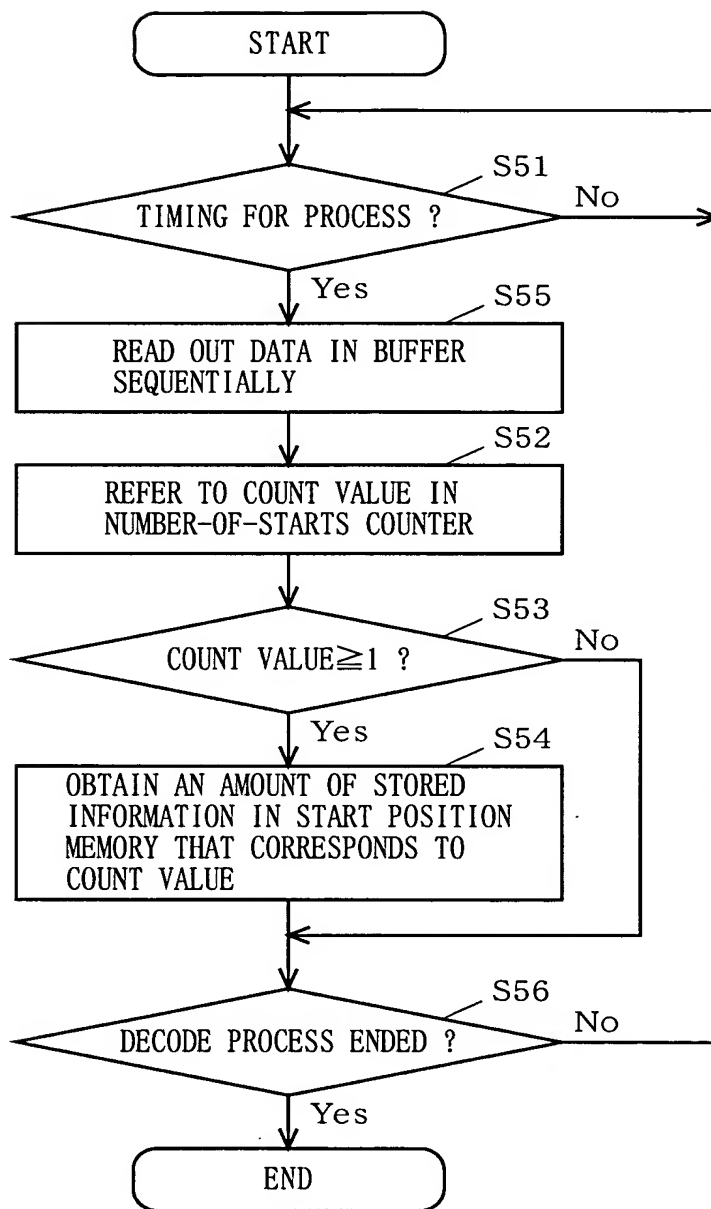 START
S51
TIMING FOR PROCESS ?
No
Yes
S55
READ OUT DATA IN BUFFER
SEQUENTIALLY
S52
REFER TO COUNT VALUE IN
NUMBER-OF-STARTS COUNTER
S53
COUNT VALUE≧1 ?
No
Yes
S54
OBTAIN AN AMOUNT OF STORED
INFORMATION IN START POSITION
MEMORY THAT CORRESPONDS TO
COUNT VALUE
S56
DECODE PROCESS ENDED ?
No
Yes
END